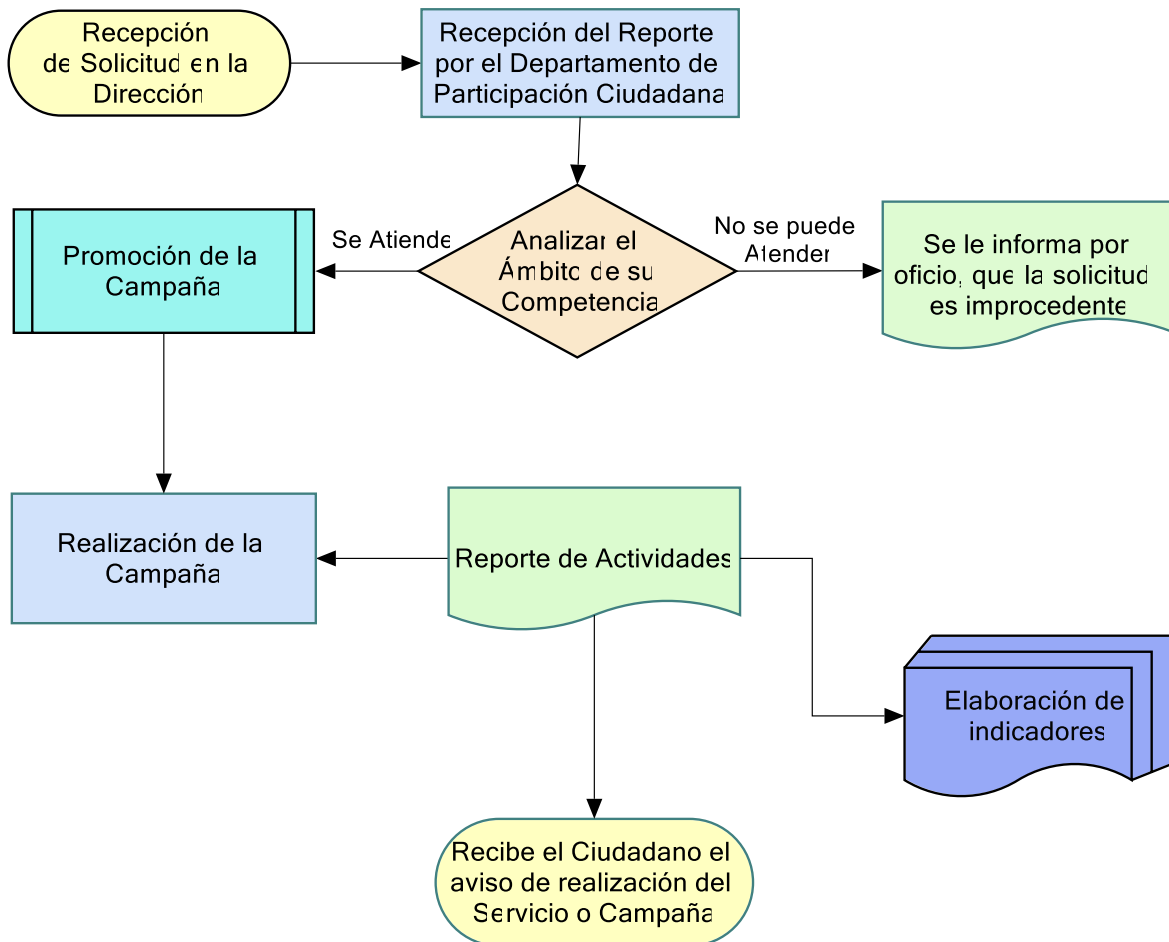 Recepción
de Solicitud en la
Dirección
Recepción del Reporte
por el Departamento de
Participación Ciudadana
Promoción de la
Campaña
Se Atiende
Analizar el
Ámbito de su
Competencia
No se puede
Atender
Se le informa por
oficio, que la solicitud
es improcedente
Realización de la
Campaña
Reporte de Actividades
Elaboración de
indicadores
Recibe el Ciudadano el
aviso de realización del
Servicio o Campaña